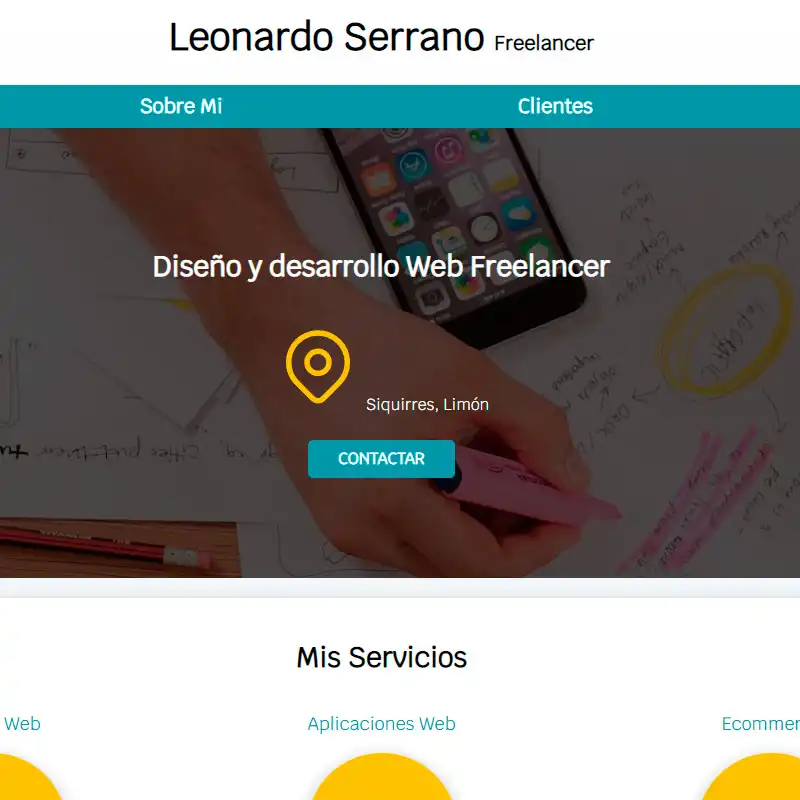 Leonardo Serrano Freelancer
Sobre Mi
Clientes
Diseño y desarrollo Web Freelancer
Siquirres, Limón
CONTACTAR
Mis Servicios
Web
Aplicaciones Web
Ecommer